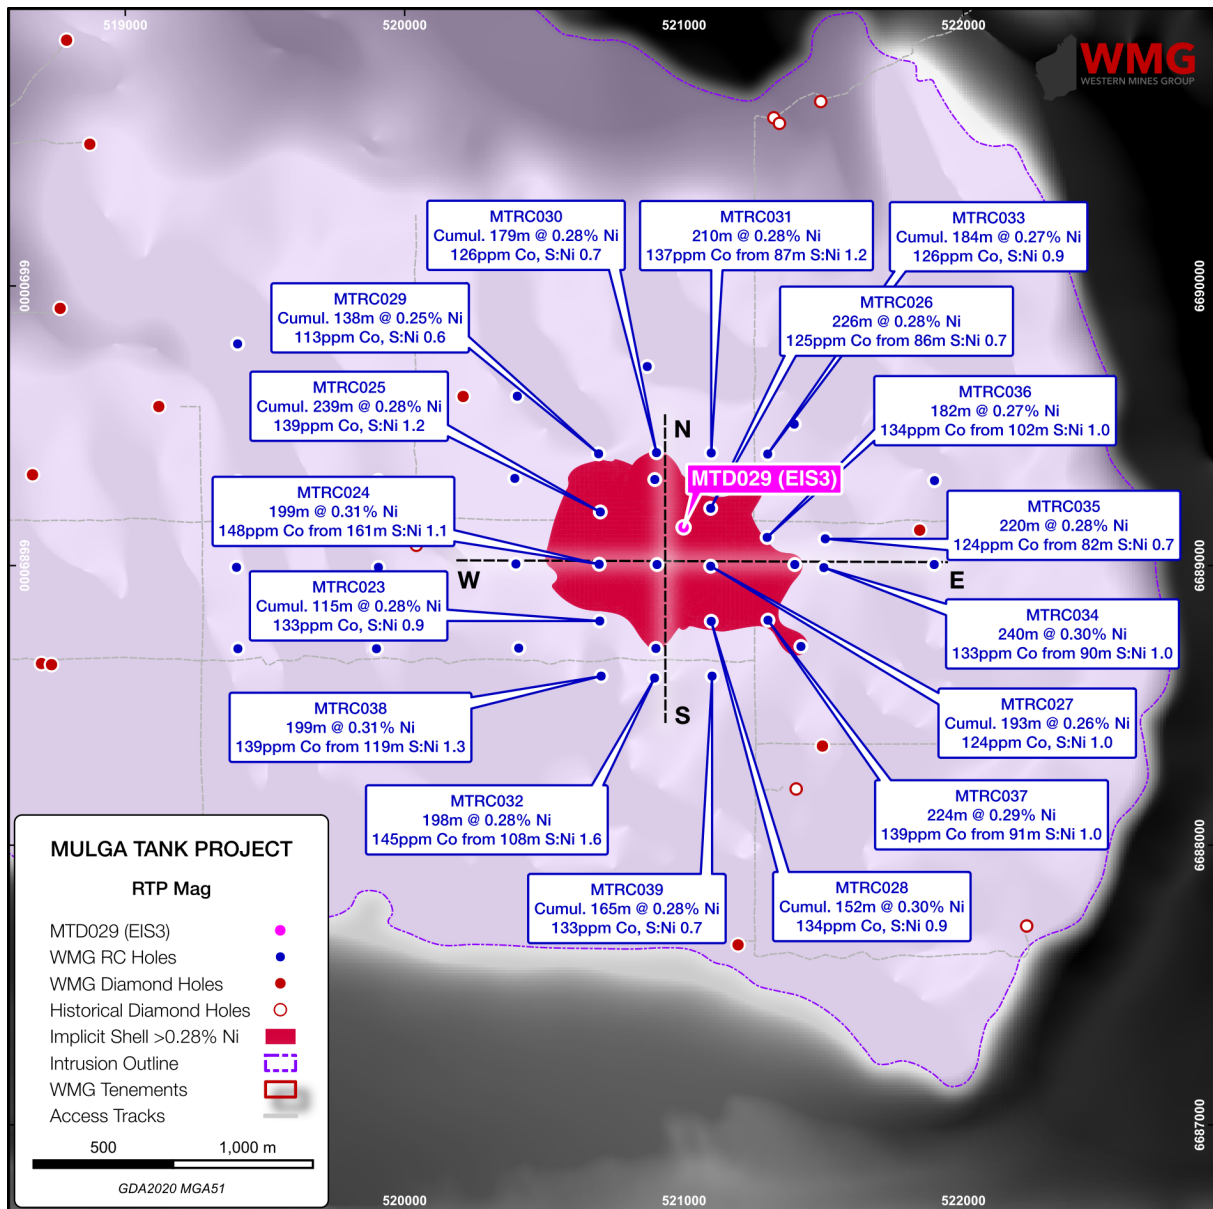 519000
520000
521000
522000
WMG
WESTERN MINES GROUP
MTRC030
Cumul. 179m @ 0.28% Ni
126ppm Co, S:Ni 0.7
MTRC031
210m @ 0.28% Ni
137ppm Co from 87m S:Ni 1.2
MTRC033
Cumul. 184m @ 0.27% Ni
126ppm Co, S:Ni 0.9
6690000
6690000
MTRC029
Cumul. 138m @ 0.25% Ni
113ppm Co, S:Ni 0.6
MTRC026
226m @ 0.28% Ni
125ppm Co from 86m S:Ni 0.7
MTRC025
Cumul. 239m @ 0.28% Ni
139ppm Co, S:Ni 1.2
MTRC036
182m @ 0.27% Ni
134ppm Co from 102m S:Ni 1.0
N
MTD029 (EIS3)
MTRC024
199m @ 0.31% Ni
148ppm Co from 161m S:Ni 1.1
MTRC035
220m @ 0.28% Ni
124ppm Co from 82m S:Ni 0.7
6689000
6689000
W
E
MTRC023
Cumul. 115m @ 0.28% Ni
133ppm Co, S:Ni 0.9
MTRC034
240m @ 0.30% Ni
133ppm Co from 90m S:Ni 1.0
S
MTRC038
199m @ 0.31% Ni
139ppm Co from 119m S:Ni 1.3
MTRC027
Cumul. 193m @ 0.26% Ni
124ppm Co, S:Ni 1.0
MTRC032
198m @ 0.28% Ni
145ppm Co from 108m S:Ni 1.6
MTRC037
224m @ 0.29% Ni
139ppm Co from 91m S:Ni 1.0
6688000
MTRC039
Cumul. 165m @ 0.28% Ni
133ppm Co, S:Ni 0.7
MTRC028
Cumul. 152m @ 0.30% Ni
134ppm Co, S:Ni 0.9
MULGA TANK PROJECT
RTP Mag
MTD029 (EIS3)
WMG RC Holes
WMG Diamond Holes
Historical Diamond Holes
Implicit Shell >0.28% Ni
Intrusion Outline
WMG Tenements
Access Tracks
500
1,000 m
GDA2020 MGA51
6687000
520000
521000
522000